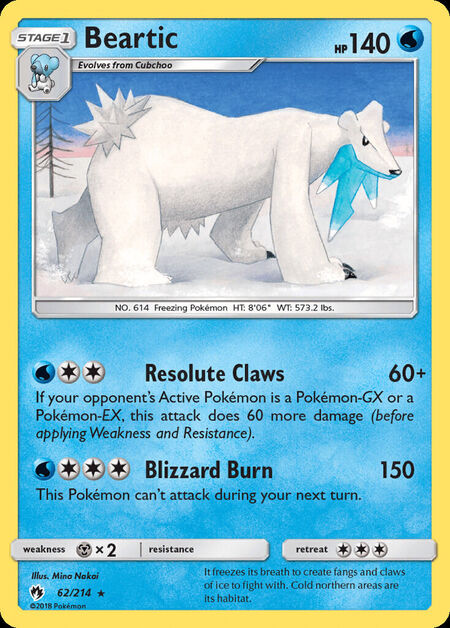 STAGE 1
Beartic
HP 140
Evolves from Cubchoo
NO. 614 Freezing Pokémon HT: 8'06" WT: 573.2 lbs.
Resolute Claws 60+
If your opponent's Active Pokémon is a Pokémon-GX or a
Pokémon-EX, this attack does 60 more damage (before
applying Weakness and Resistance).
Blizzard Burn 150
This Pokémon can't attack during your next turn.
weakness ×2 resistance retreat
Illus. Mina Nakai
62/214 ★
©2018 Pokémon
It freezes its breath to create fangs and claws
of ice to fight with. Cold northern areas are
its habitat.